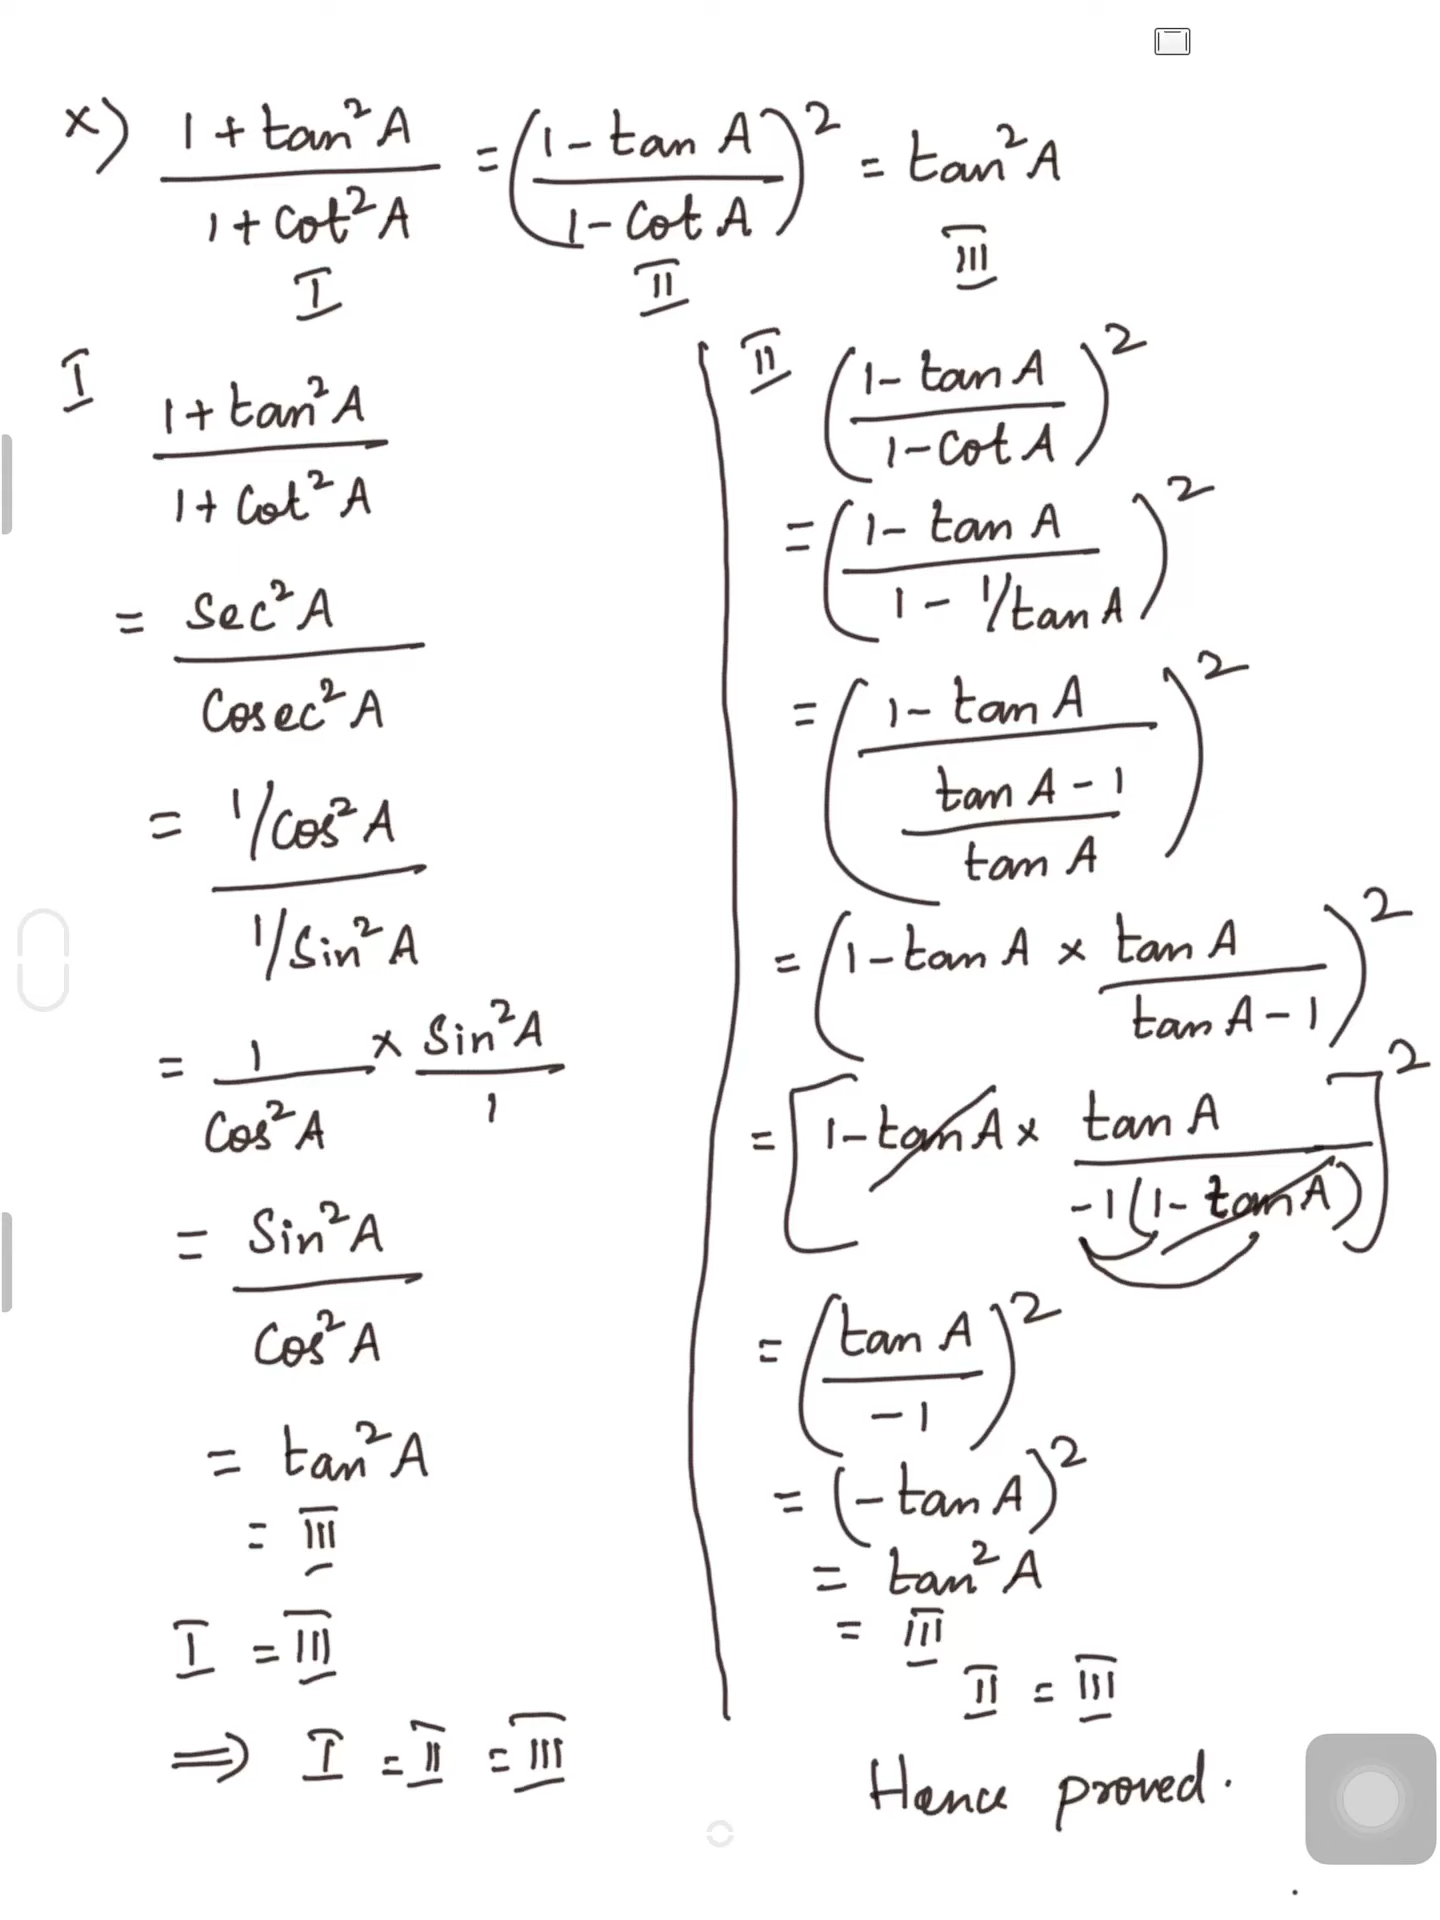 x) (1 + tan²A)/(1 + cot²A) = ((1 - tan A)/(1 - Cot A))² = tan²A
I II III
I
(1 + tan²A)/(1 + Cot²A)
= Sec²A/Cosec²A
= (1/Cos²A)/(1/Sin²A)
= 1/Cos²A × Sin²A/1
= Sin²A/Cos²A
= tan²A
= III
I = III
⇒ I = II = III
II
((1 - tan A)/(1 - Cot A))²
= ((1 - tan A)/(1 - 1/tan A))²
= ((1 - tan A)/((tan A - 1)/tan A))²
= (1 - tan A × tan A/(tan A - 1))²
= [1 - tan A × tan A/(-1(1 - tan A))]²
= (tan A/-1)²
= (- tan A)²
= tan²A
= III
II = III
Hence proved.